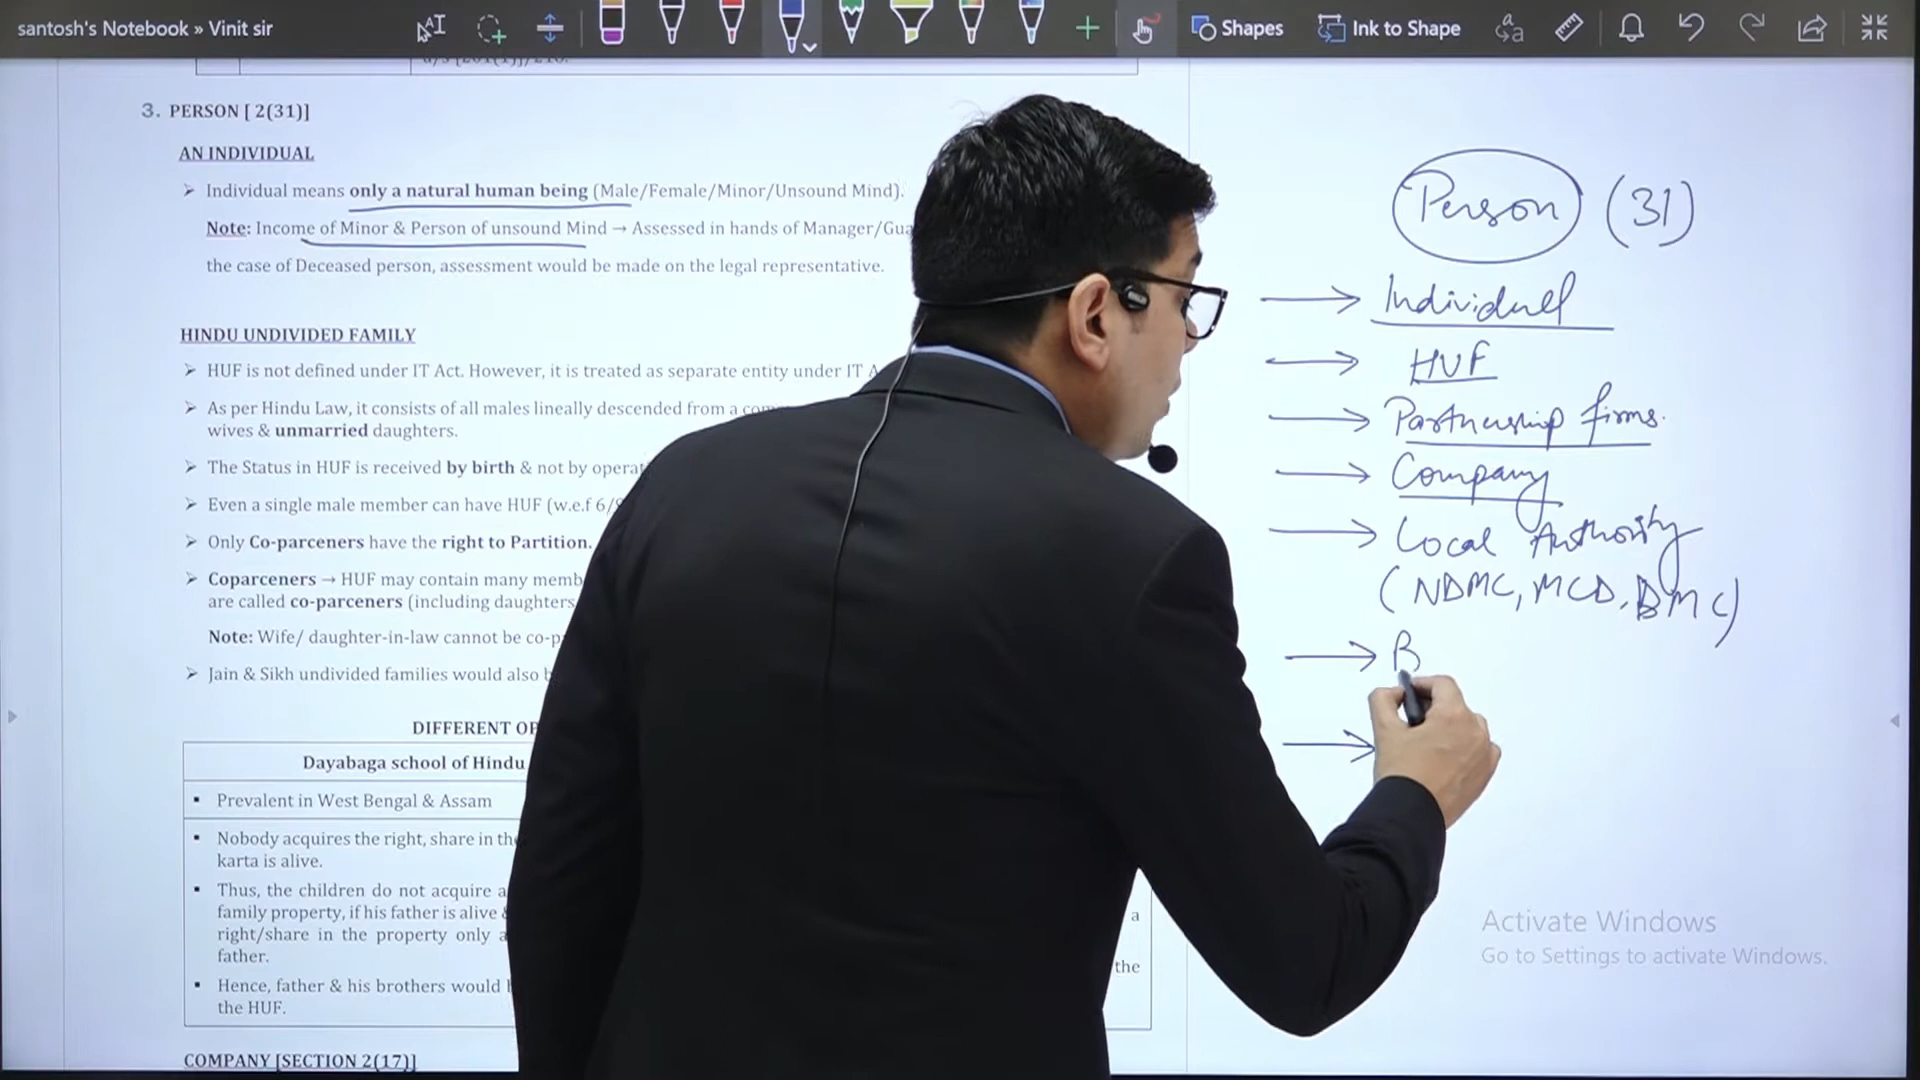 santosh's Notebook » Vinit sir
Shapes
Ink to Shape
3. PERSON [ 2(31)]
AN INDIVIDUAL
➢ Individual means only a natural human being (Male/Female/Minor/Unsound Mind).
Note: Income of Minor & Person of unsound Mind → Assessed in hands of Manager/Gua
the case of Deceased person, assessment would be made on the legal representative.
HINDU UNDIVIDED FAMILY
➢ HUF is not defined under IT Act. However, it is treated as separate entity under IT A
➢ As per Hindu Law, it consists of all males lineally descended from a com
wives & unmarried daughters.
➢ The Status in HUF is received by birth & not by operat
➢ Even a single male member can have HUF (w.e.f 6/9
➢ Only Co-parceners have the right to Partition.
➢ Coparceners → HUF may contain many memb
are called co-parceners (including daughters
Note: Wife/ daughter-in-law cannot be co-p
➢ Jain & Sikh undivided families would also b
DIFFERENT OF
Dayabaga school of Hindu
▪ Prevalent in West Bengal & Assam
▪ Nobody acquires the right, share in the
karta is alive.
▪ Thus, the children do not acquire a
family property, if his father is alive &
right/share in the property only a
father.
▪ Hence, father & his brothers would
the HUF.
a
the
COMPANY [SECTION 2(17)]
Person (31)
→ Individual
→ HUF
→ Partnership firms.
→ Company
→ Local Authority
(NDMC, MCD, BMC)
→ B
→
Activate Windows
Go to Settings to activate Windows.